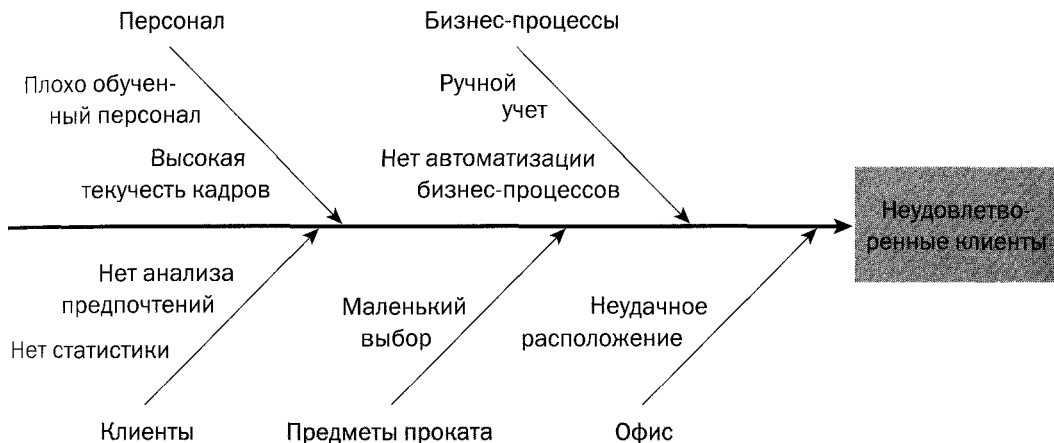 Персонал
Бизнес-процессы
Плохо обучен-
ный персонал
Ручной
учет
Высокая
текучесть кадров
Нет автоматизации
бизнес-процессов
Неудовлетво-
ренные клиенты
Нет анализа
предпочтений
Нет статистики
Маленький
выбор
Неудачное
расположение
Клиенты
Предметы проката
Офис